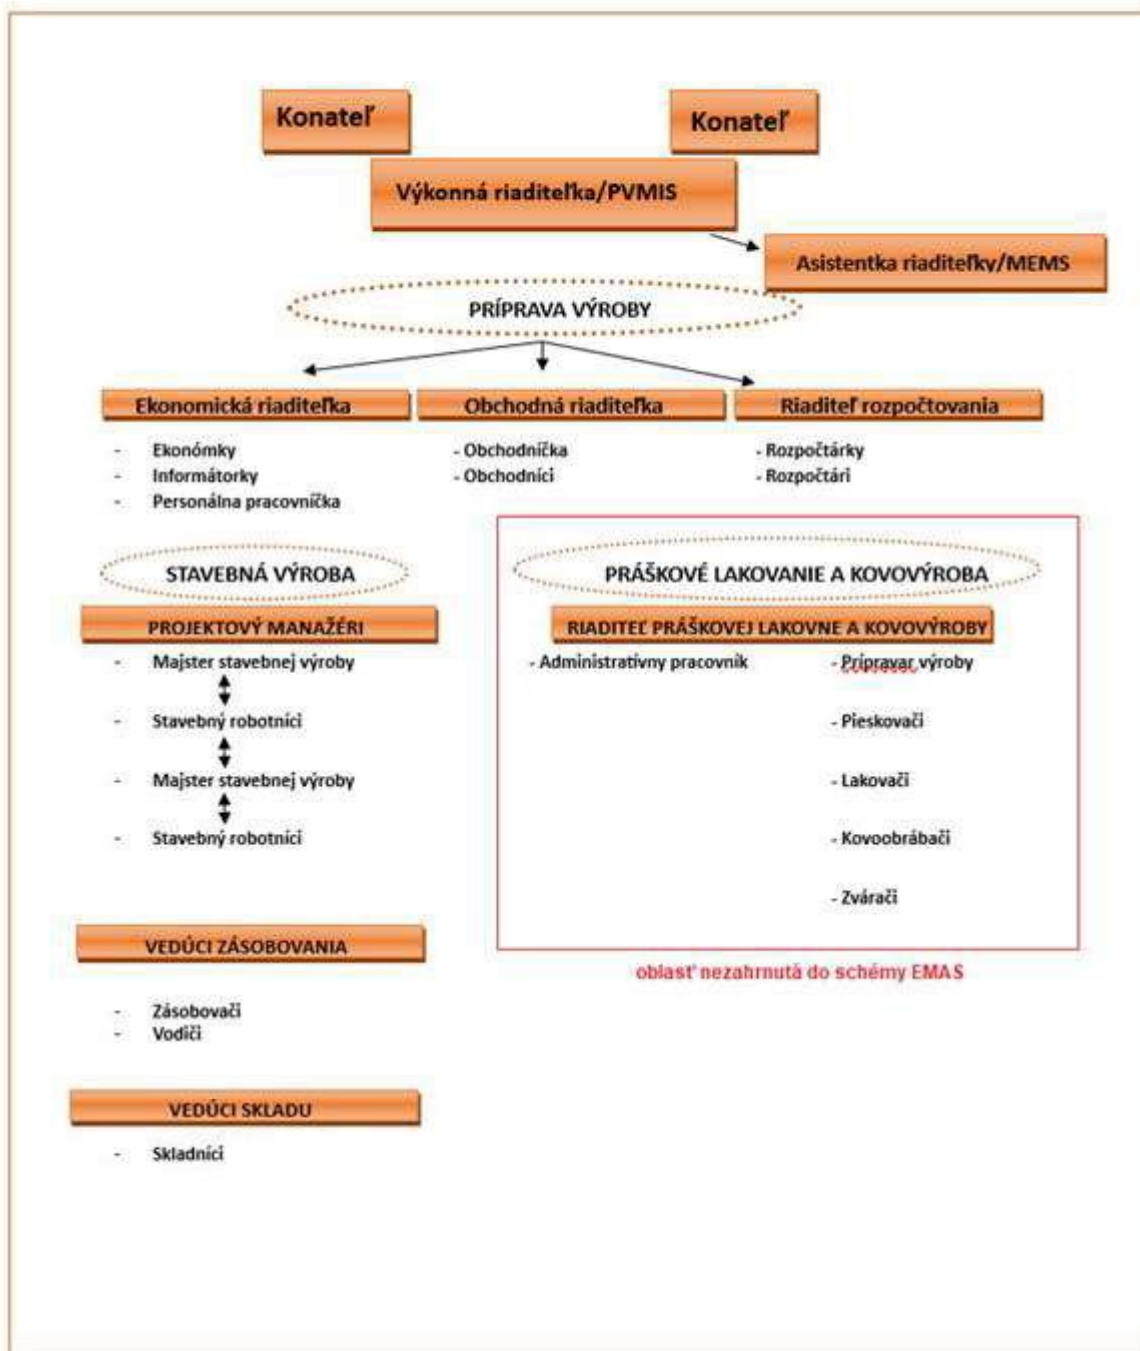 Konateľ
Konateľ
Výkonná riaditeľka/PVMIS
Asistentka riaditeľky/MEMS
PRÍPRAVA VÝROBY
Ekonomická riaditeľka
- Ekonómky
- Informátorky
- Personálna pracovníčka
Obchodná riaditeľka
- Obchodníčka
- Obchodníci
Riaditeľ rozpočtovania
- Rozpočtárky
- Rozpočtári
STAVEBNÁ VÝROBA
PROJEKTOVÝ MANAŽÉRI
- Majster stavebnej výroby
- Stavebný robotníci
- Majster stavebnej výroby
- Stavebný robotníci
PRÁŠKOVÉ LAKOVANIE A KOVOVÝROBA
RIADITEĽ PRÁŠKOVEJ LAKOVNE A KOVOVÝROBY
- Administratívny pracovník
- Prípravar výroby
- Pieskovači
- Lakovači
- Kovoobrábači
- Zvárači
oblasť nezahrnutá do schémy EMAS
VEDÚCI ZÁSOBOVANIA
- Zásobovači
- Vodiči
VEDÚCI SKLADU
- Skladníci